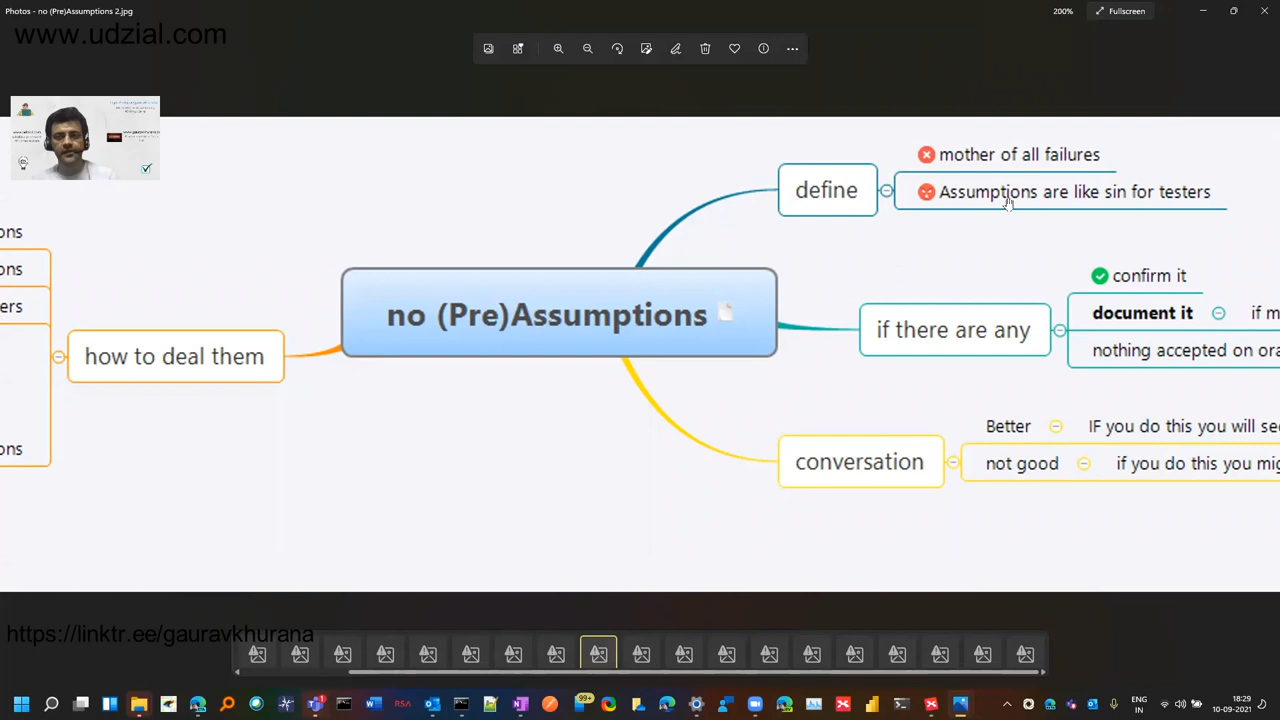 Photos - no (Pre)Assumptions 2.jpg
200%
Fullscreen
www.udzial.com
mother of all failures
define
Assumptions are like sin for testers
ons
ons
ers
ons
how to deal them
no (Pre)Assumptions
if there are any
confirm it
document it
if m
nothing accepted on ora
conversation
Better
IF you do this you will see
not good
if you do this you mig
https://linktr.ee/gauravkhurana
RSA
99+
ENG
IN
18:29
10-09-2021